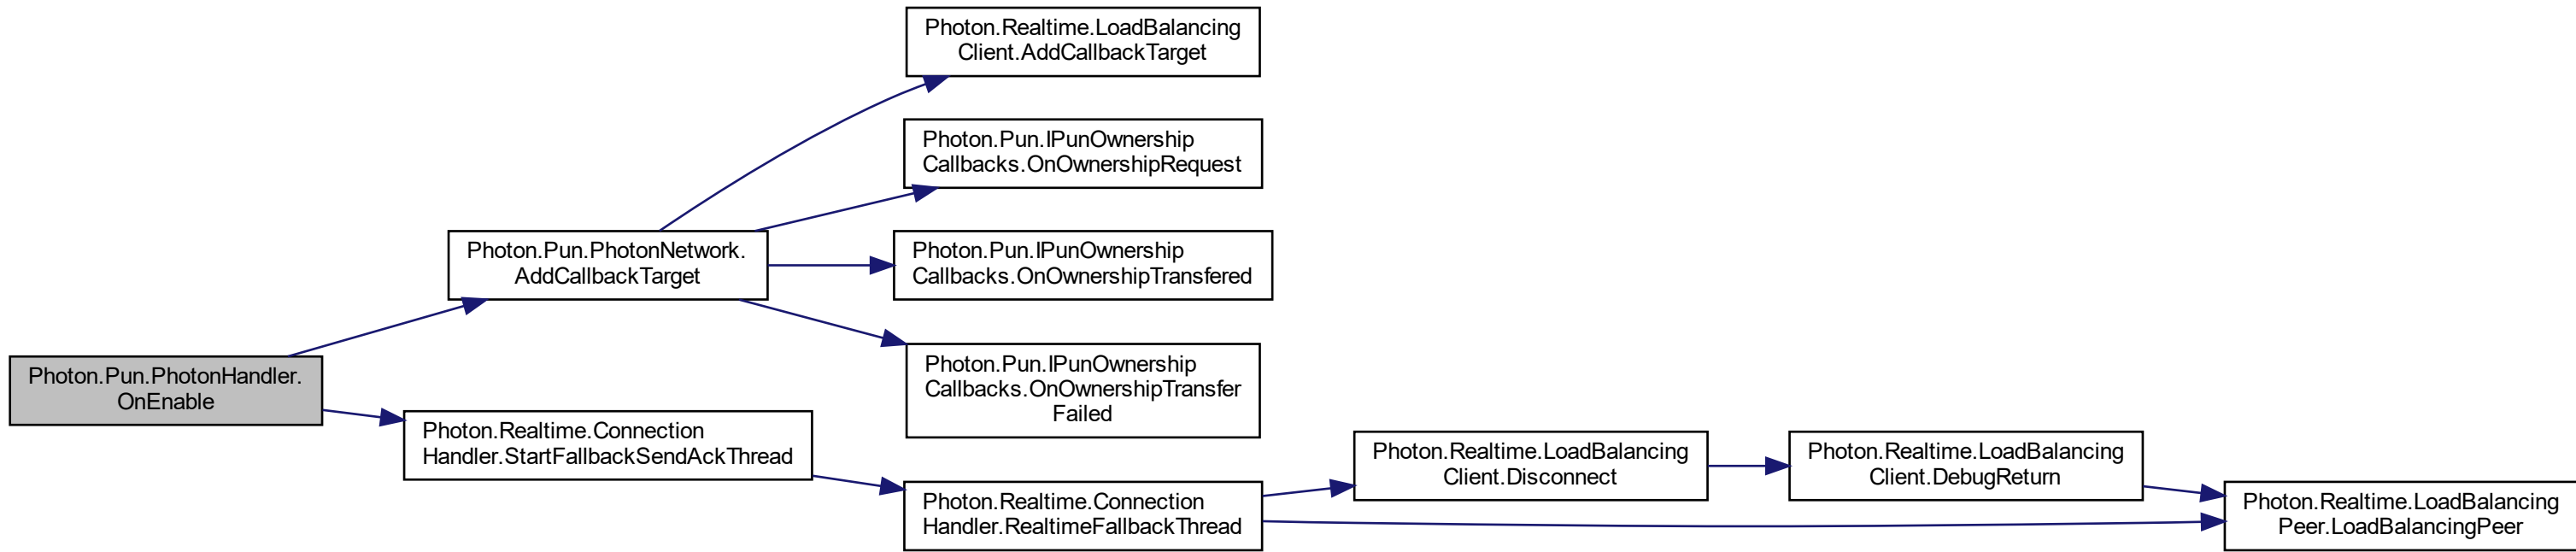 Photon.Realtime.LoadBalancing
Client.AddCallbackTarget
Photon.Pun.IPunOwnership
Callbacks.OnOwnershipRequest
Photon.Pun.PhotonNetwork.
AddCallbackTarget
Photon.Pun.IPunOwnership
Callbacks.OnOwnershipTransfered
Photon.Pun.IPunOwnership
Callbacks.OnOwnershipTransfer
Failed
Photon.Pun.PhotonHandler.
OnEnable
Photon.Realtime.Connection
Handler.StartFallbackSendAckThread
Photon.Realtime.Connection
Handler.RealtimeFallbackThread
Photon.Realtime.LoadBalancing
Client.Disconnect
Photon.Realtime.LoadBalancing
Client.DebugReturn
Photon.Realtime.LoadBalancing
Peer.LoadBalancingPeer